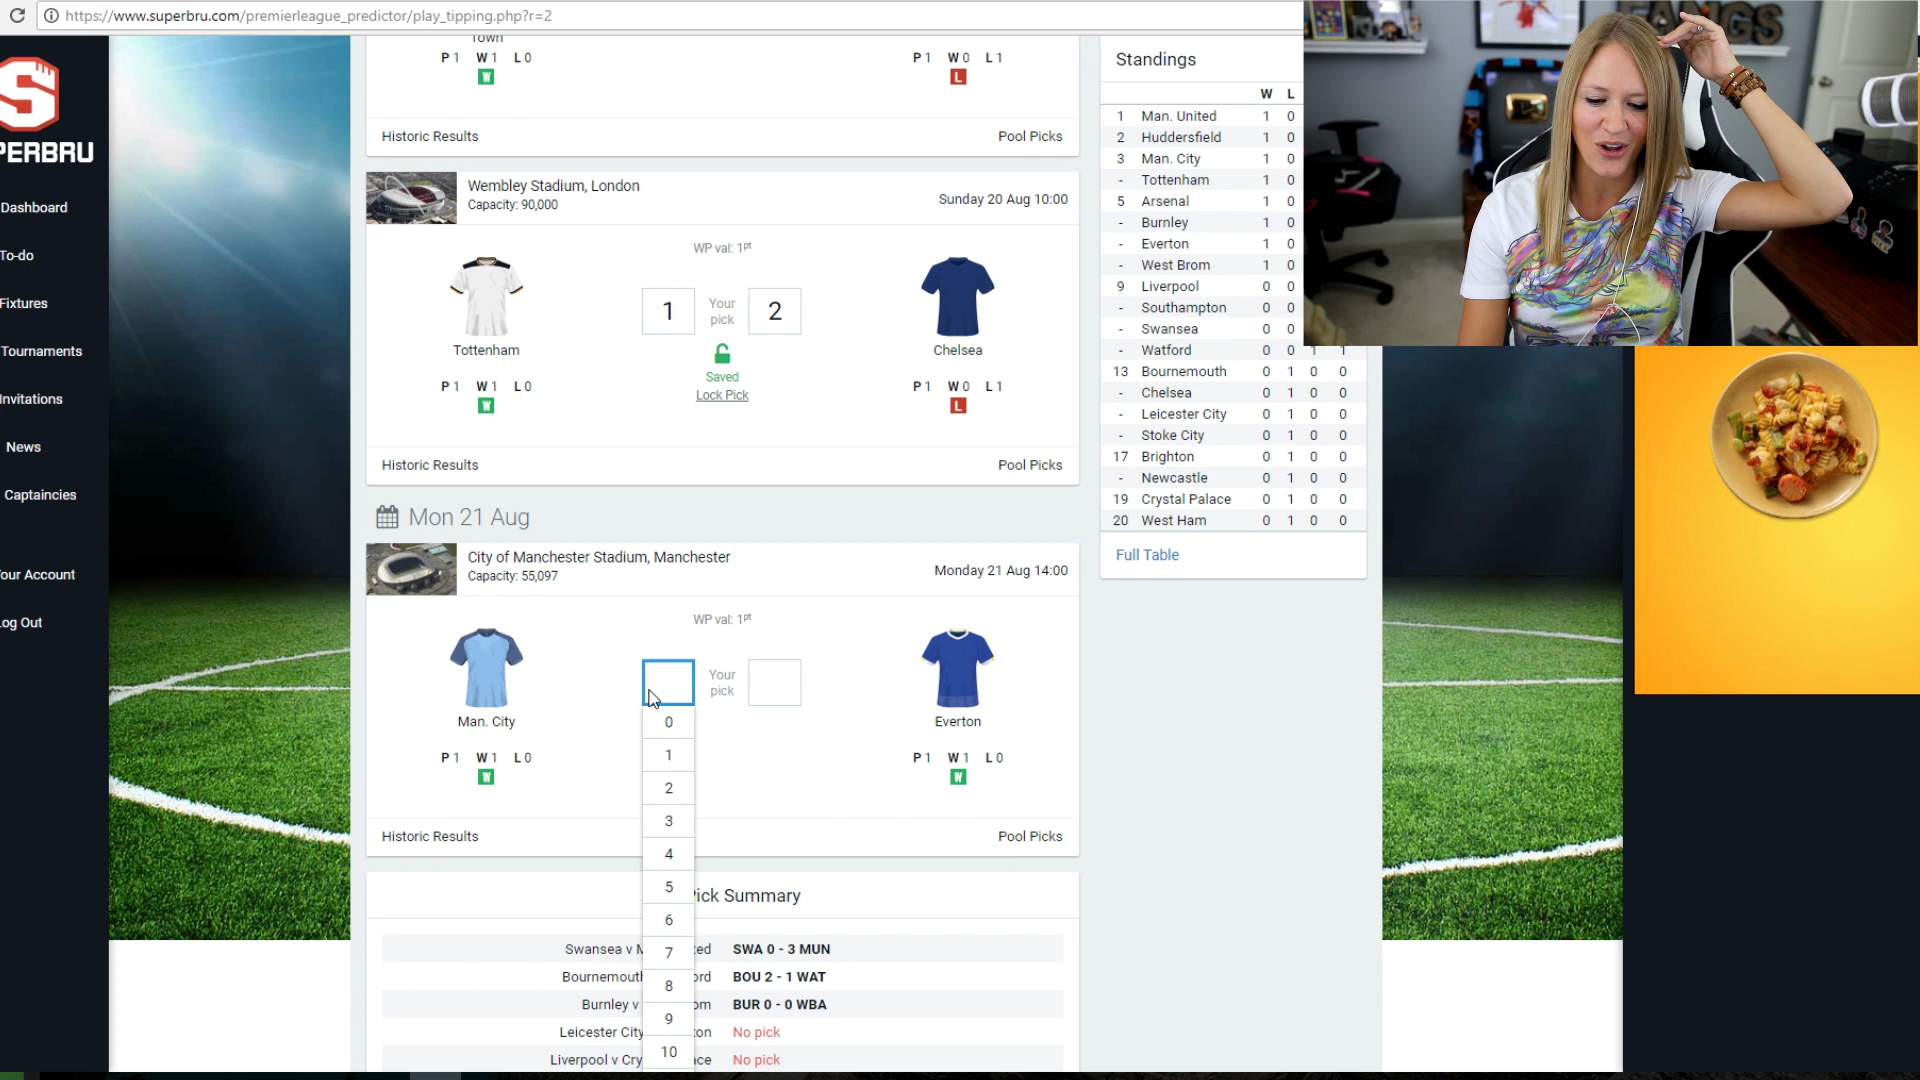 https://www.superbru.com/premierleague_predictor/play_tipping.php?r=2
PERBRU
Dashboard
To-do
Fixtures
Tournaments
Invitations
News
Captaincies
Your Account
Log Out
Town
P 1 W 1 L 0
W
P 1 W 0 L 1
L
Historic Results
Pool Picks
Wembley Stadium, London
Capacity: 90,000
Sunday 20 Aug 10:00
WP val: 1pt
1
Your pick
2
Tottenham
Chelsea
Saved
Lock Pick
P 1 W 1 L 0
W
P 1 W 0 L 1
L
Historic Results
Pool Picks
Mon 21 Aug
City of Manchester Stadium, Manchester
Capacity: 55,097
Monday 21 Aug 14:00
WP val: 1pt
Your pick
Man. City
Everton
P 1 W 1 L 0
W
P 1 W 1 L 0
W
Historic Results
Pool Picks
0
1
2
3
4
5
6
7
8
9
10
Pick Summary
Swansea v M ted SWA 0 - 3 MUN
Bournemouth ord BOU 2 - 1 WAT
Burnley v om BUR 0 - 0 WBA
Leicester City ton No pick
Liverpool v Cry ace No pick
Standings
W L
1 Man. United 1 0
2 Huddersfield 1 0
3 Man. City 1 0
- Tottenham 1 0
5 Arsenal 1 0
- Burnley 1 0
- Everton 1 0
- West Brom 1 0
9 Liverpool 0 0
- Southampton 0 0
- Swansea 0 0
- Watford 0 0 1 1
13 Bournemouth 0 1 0 0
- Chelsea 0 1 0 0
- Leicester City 0 1 0 0
- Stoke City 0 1 0 0
17 Brighton 0 1 0 0
- Newcastle 0 1 0 0
19 Crystal Palace 0 1 0 0
20 West Ham 0 1 0 0
Full Table
FANGS